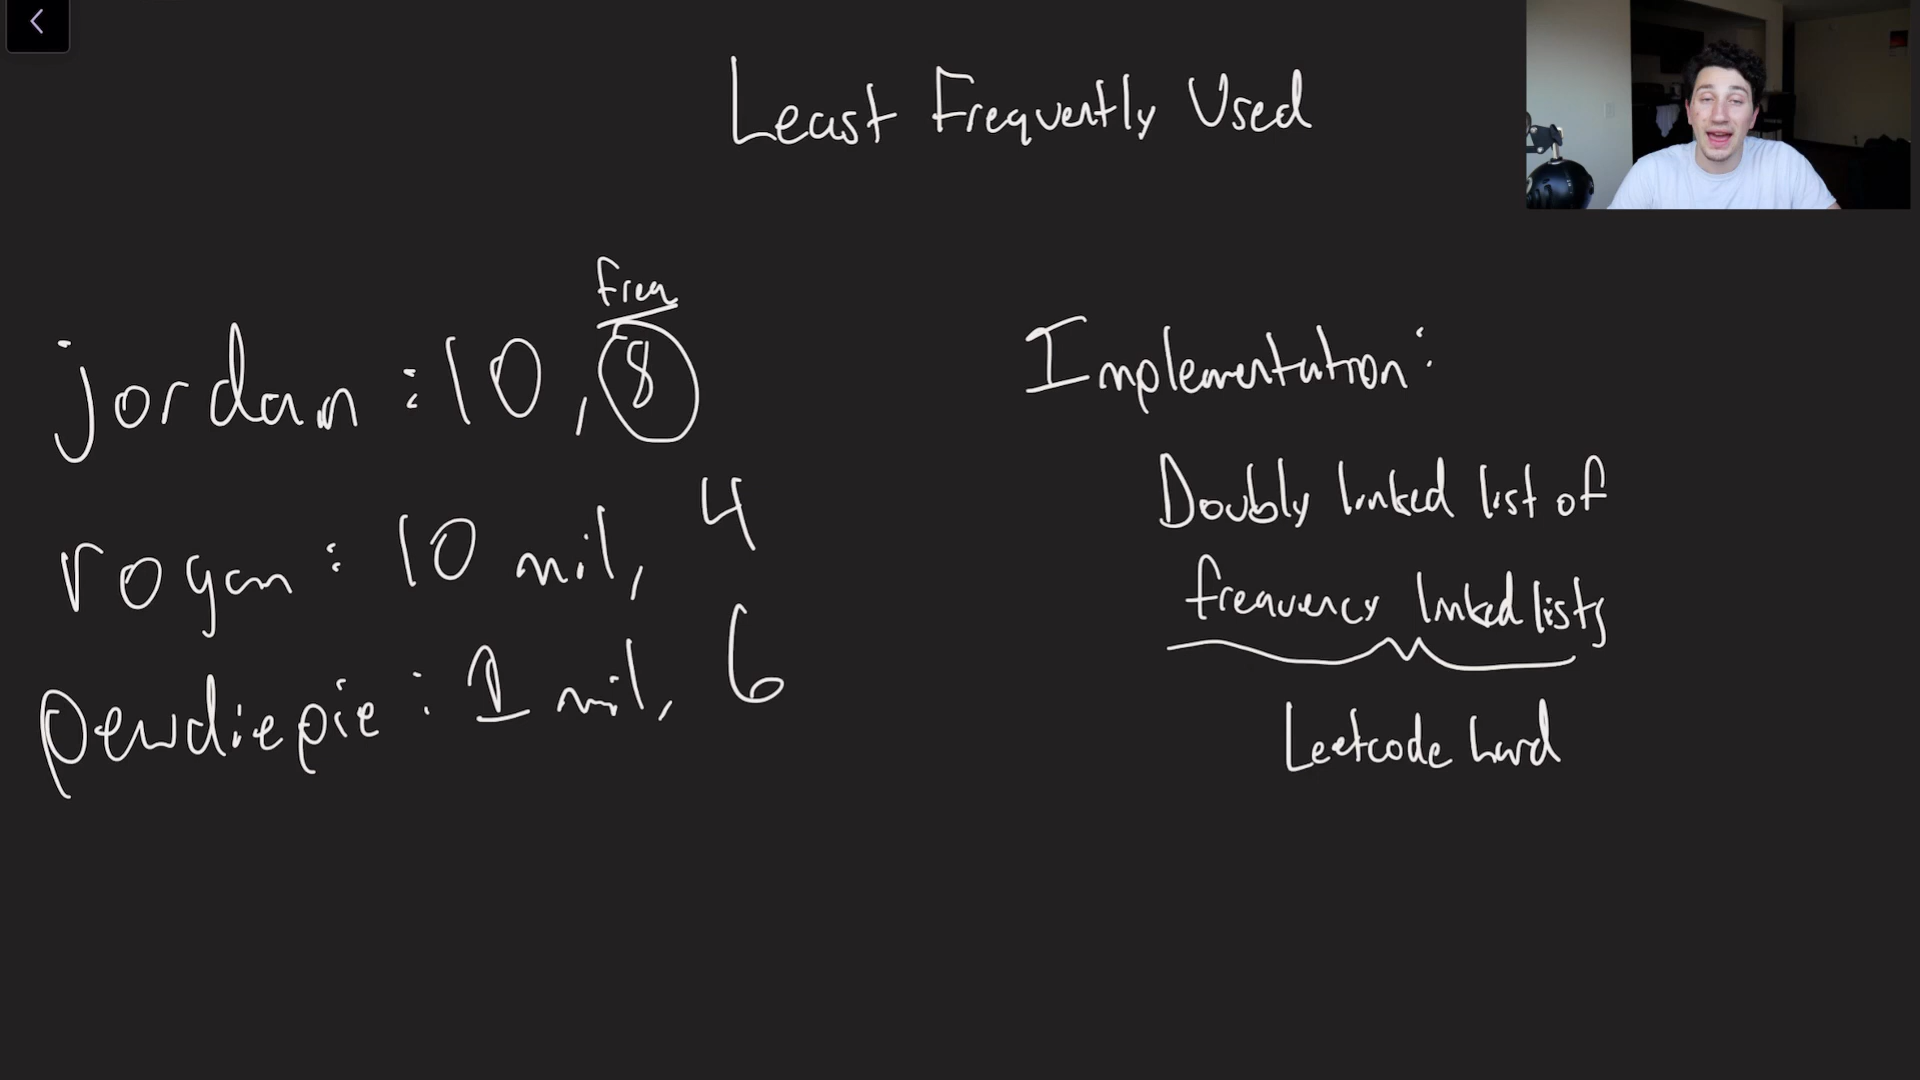 Least Frequently Used
freq
jordan : 10, 8
rogan : 10 mil, 4
pewdiepie : 1 mil, 6
Implementation:
Doubly linked list of
frequency linked lists
Leetcode hard